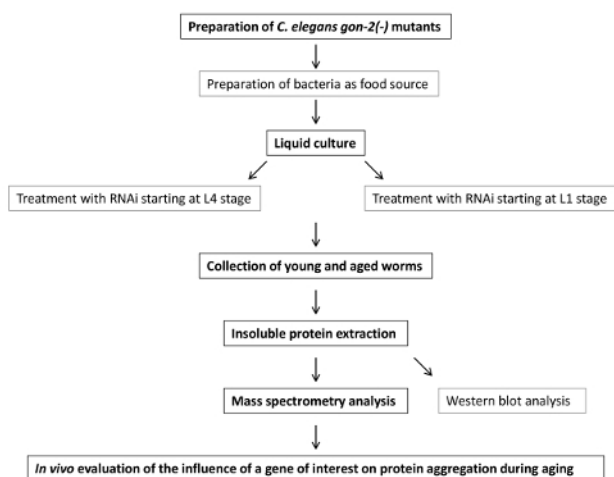 Preparation of C. elegans gon-2(-) mutants
Preparation of bacteria as food source
Liquid culture
Treatment with RNAi starting at L4 stage
Treatment with RNAi starting at L1 stage
Collection of young and aged worms
Insoluble protein extraction
Mass spectrometry analysis
Western blot analysis
In vivo evaluation of the influence of a gene of interest on protein aggregation during aging